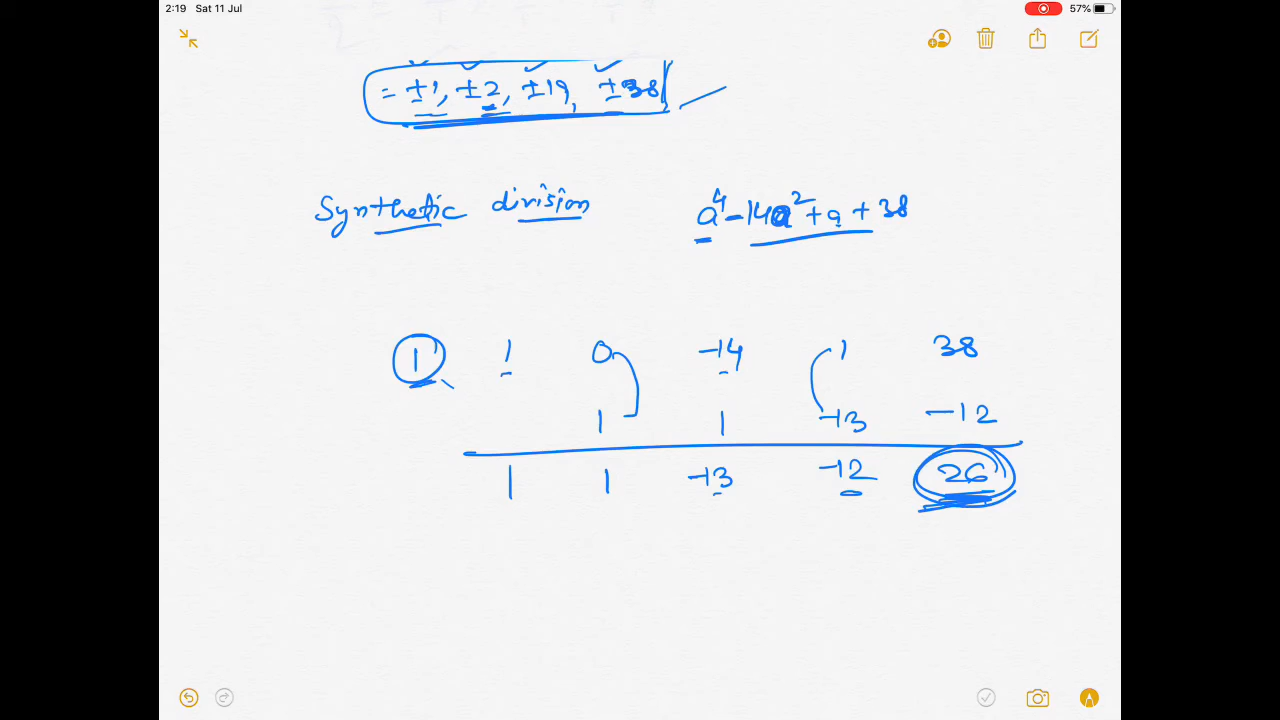 2:19 Sat 11 Jul 57%
= ±1, ±2, ±19, ±38
Synthetic division a⁴-14a²+a+38
1 1 0 -14 1 38
1 1 -13 -12
1 1 -13 -12 26